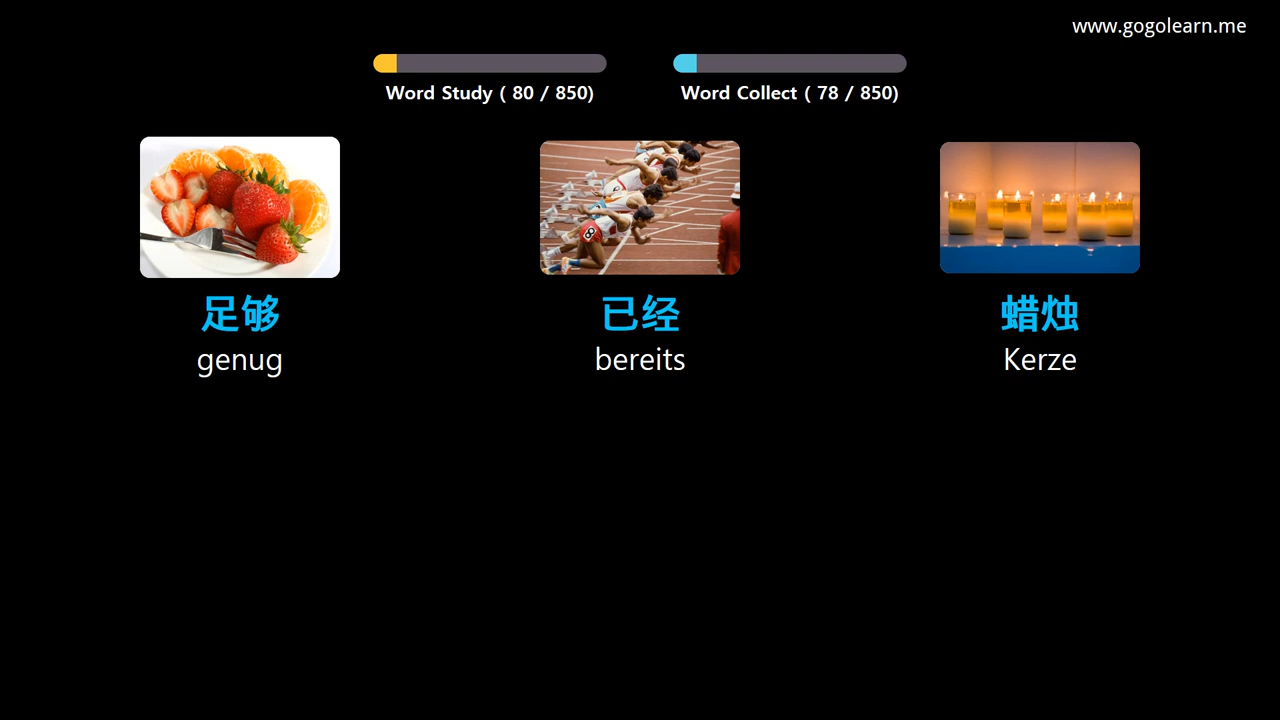 www.gogolearn.me
Word Study ( 80 / 850)
Word Collect ( 78 / 850)
8
足够
已经
蜡烛
genug
bereits
Kerze